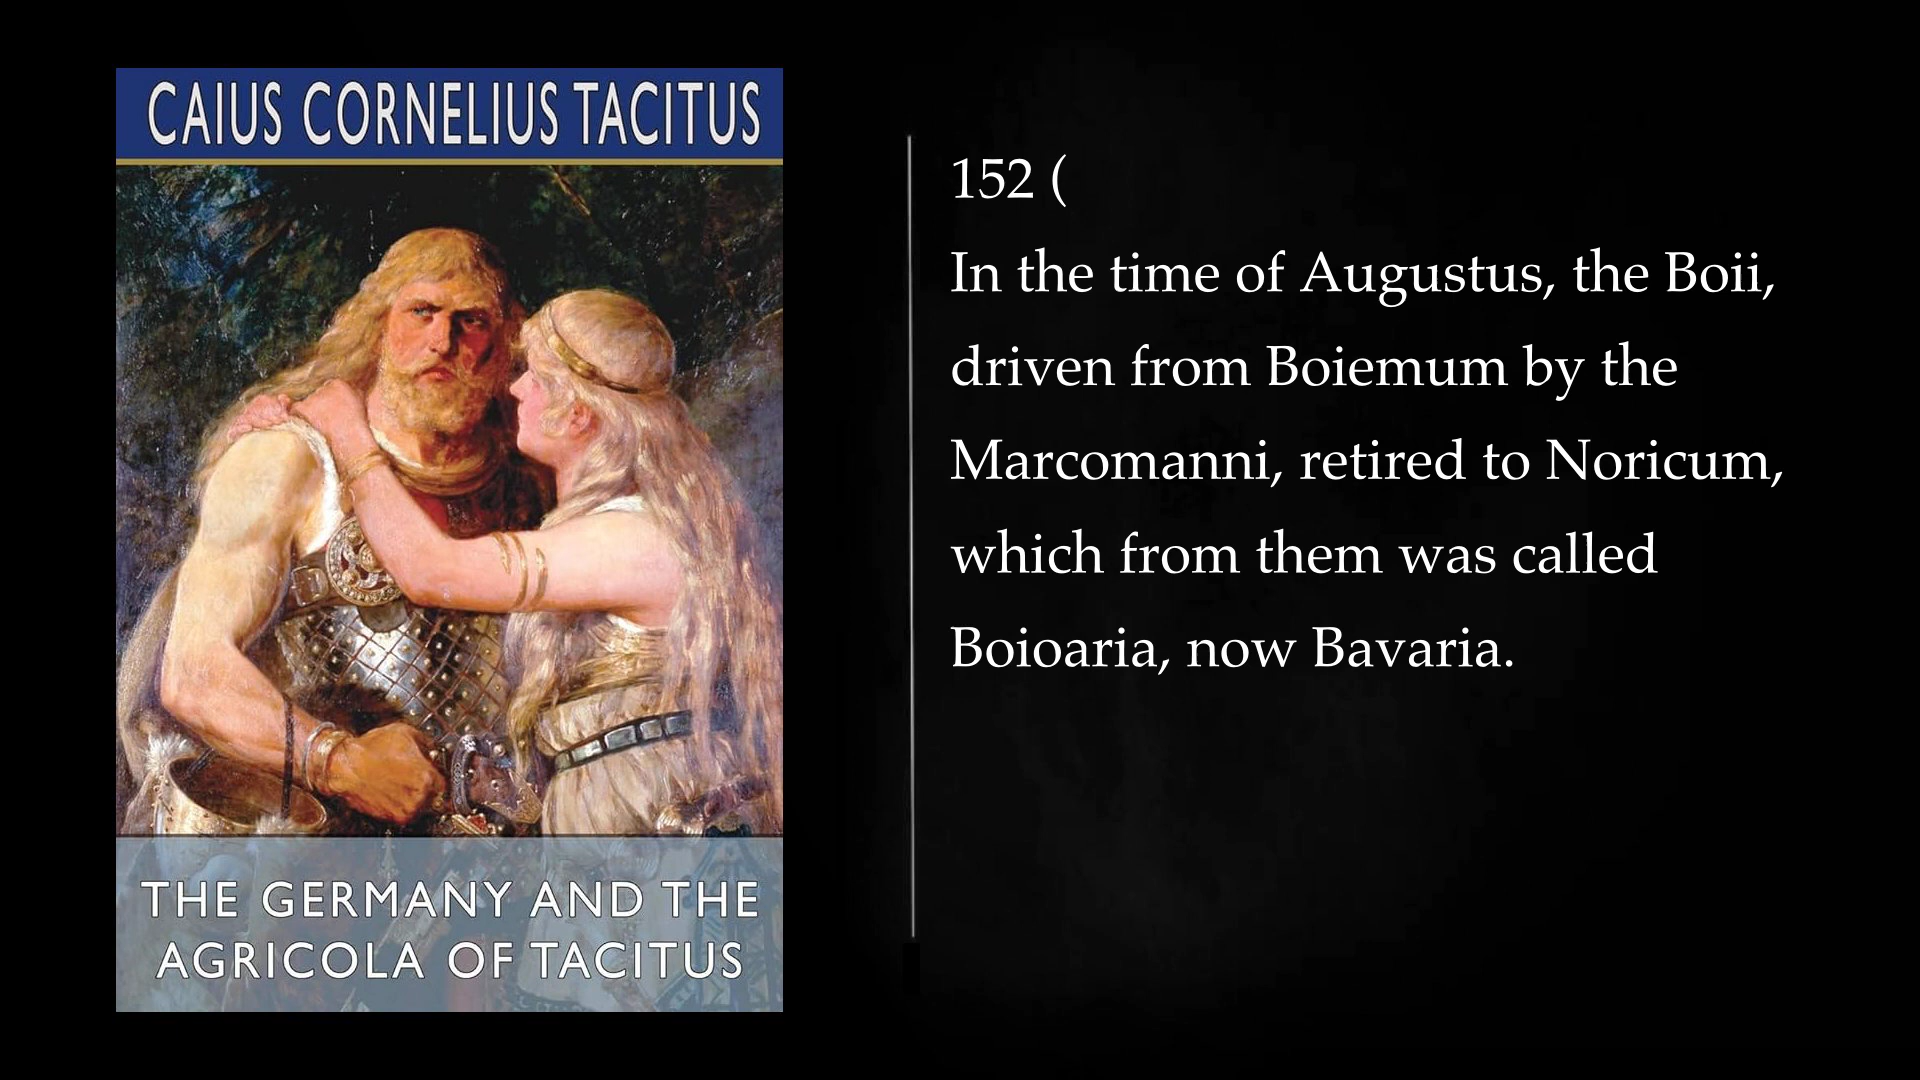 CAIUS CORNELIUS TACITUS
THE GERMANY AND THE
AGRICOLA OF TACITUS
152 (
In the time of Augustus, the Boii,
driven from Boiemum by the
Marcomanni, retired to Noricum,
which from them was called
Boioaria, now Bavaria.